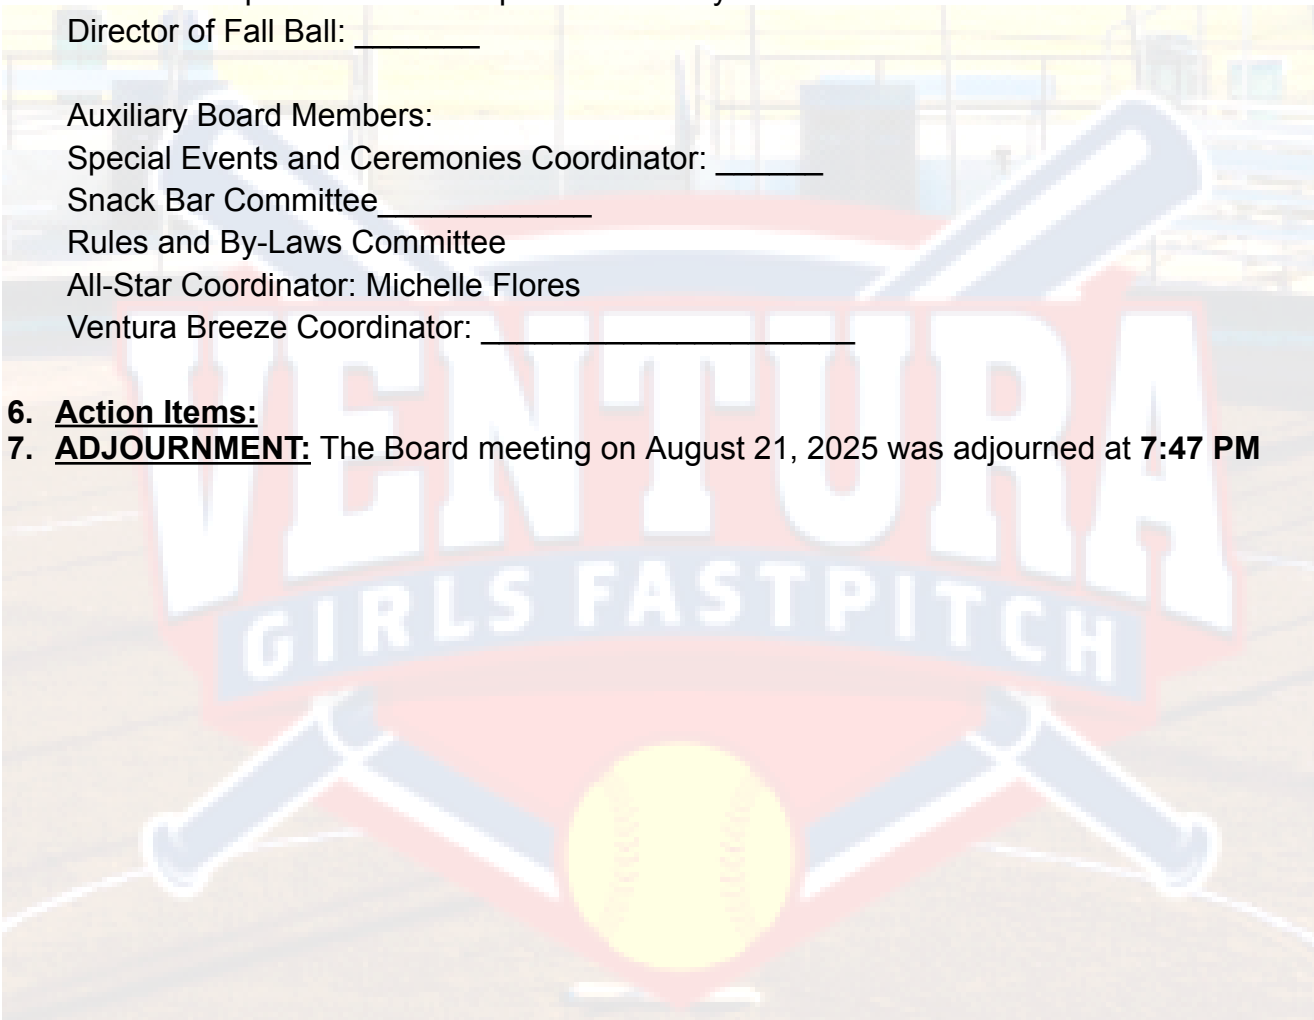 Director of Fall Ball: _______
Auxiliary Board Members:
Special Events and Ceremonies Coordinator: ______
Snack Bar Committee____________
Rules and By-Laws Committee
All-Star Coordinator: Michelle Flores
Ventura Breeze Coordinator: _____________________
6. Action Items:
7. ADJOURNMENT: The Board meeting on August 21, 2025 was adjourned at 7:47 PM
VENTURA
GIRLS FASTPITCH